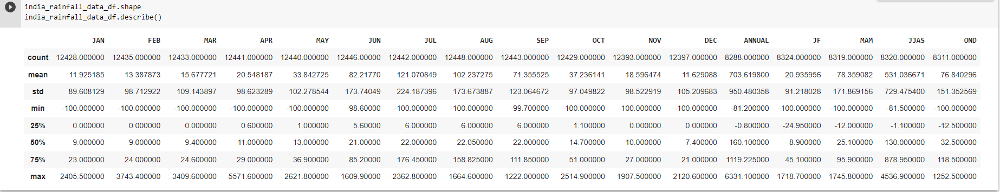 india_rainfall_data_df.shape
india_rainfall_data_df.describe()
JAN FEB MAR APR MAY JUN JUL AUG SEP OCT NOV DEC ANNUAL JF MAM JJAS OND
count 12428.000000 12435.000000 12433.000000 12441.000000 12440.000000 12446.00000 12442.000000 12448.000000 12443.000000 12429.000000 12393.000000 12397.000000 8288.000000 8324.000000 8319.000000 8320.000000 8311.000000
mean 11.925185 13.387873 15.677721 20.548187 33.842725 82.21770 121.070849 102.237275 71.355525 37.236141 18.596474 11.629088 703.619800 20.935956 78.359082 531.036671 76.840296
std 89.608129 98.712922 109.143897 98.623289 102.278544 173.74049 224.187396 173.673887 123.064672 97.049822 98.522919 105.209683 950.480358 91.218028 171.869156 729.475400 151.352569
min -100.000000 -100.000000 -100.000000 -100.000000 -100.000000 -98.60000 -100.000000 -100.000000 -99.700000 -100.000000 -100.000000 -100.000000 -81.200000 -100.000000 -100.000000 -81.500000 -100.000000
25% 0.000000 0.000000 0.000000 0.600000 1.000000 5.60000 6.000000 6.000000 6.000000 1.100000 0.000000 0.000000 -0.800000 -24.950000 -12.000000 -1.100000 -12.500000
50% 9.000000 9.000000 9.400000 11.000000 13.000000 21.00000 22.000000 22.050000 22.000000 14.700000 10.000000 7.400000 160.100000 8.900000 25.100000 130.000000 32.500000
75% 23.000000 24.000000 24.600000 29.000000 36.900000 85.20000 176.450000 158.825000 111.850000 51.000000 27.000000 21.000000 1119.225000 45.100000 95.900000 878.950000 118.500000
max 2405.500000 3743.400000 3409.600000 5571.600000 2621.800000 1609.90000 2362.800000 1664.600000 1222.000000 2514.900000 1907.500000 2120.600000 6331.100000 1718.700000 1745.800000 4536.900000 1252.500000